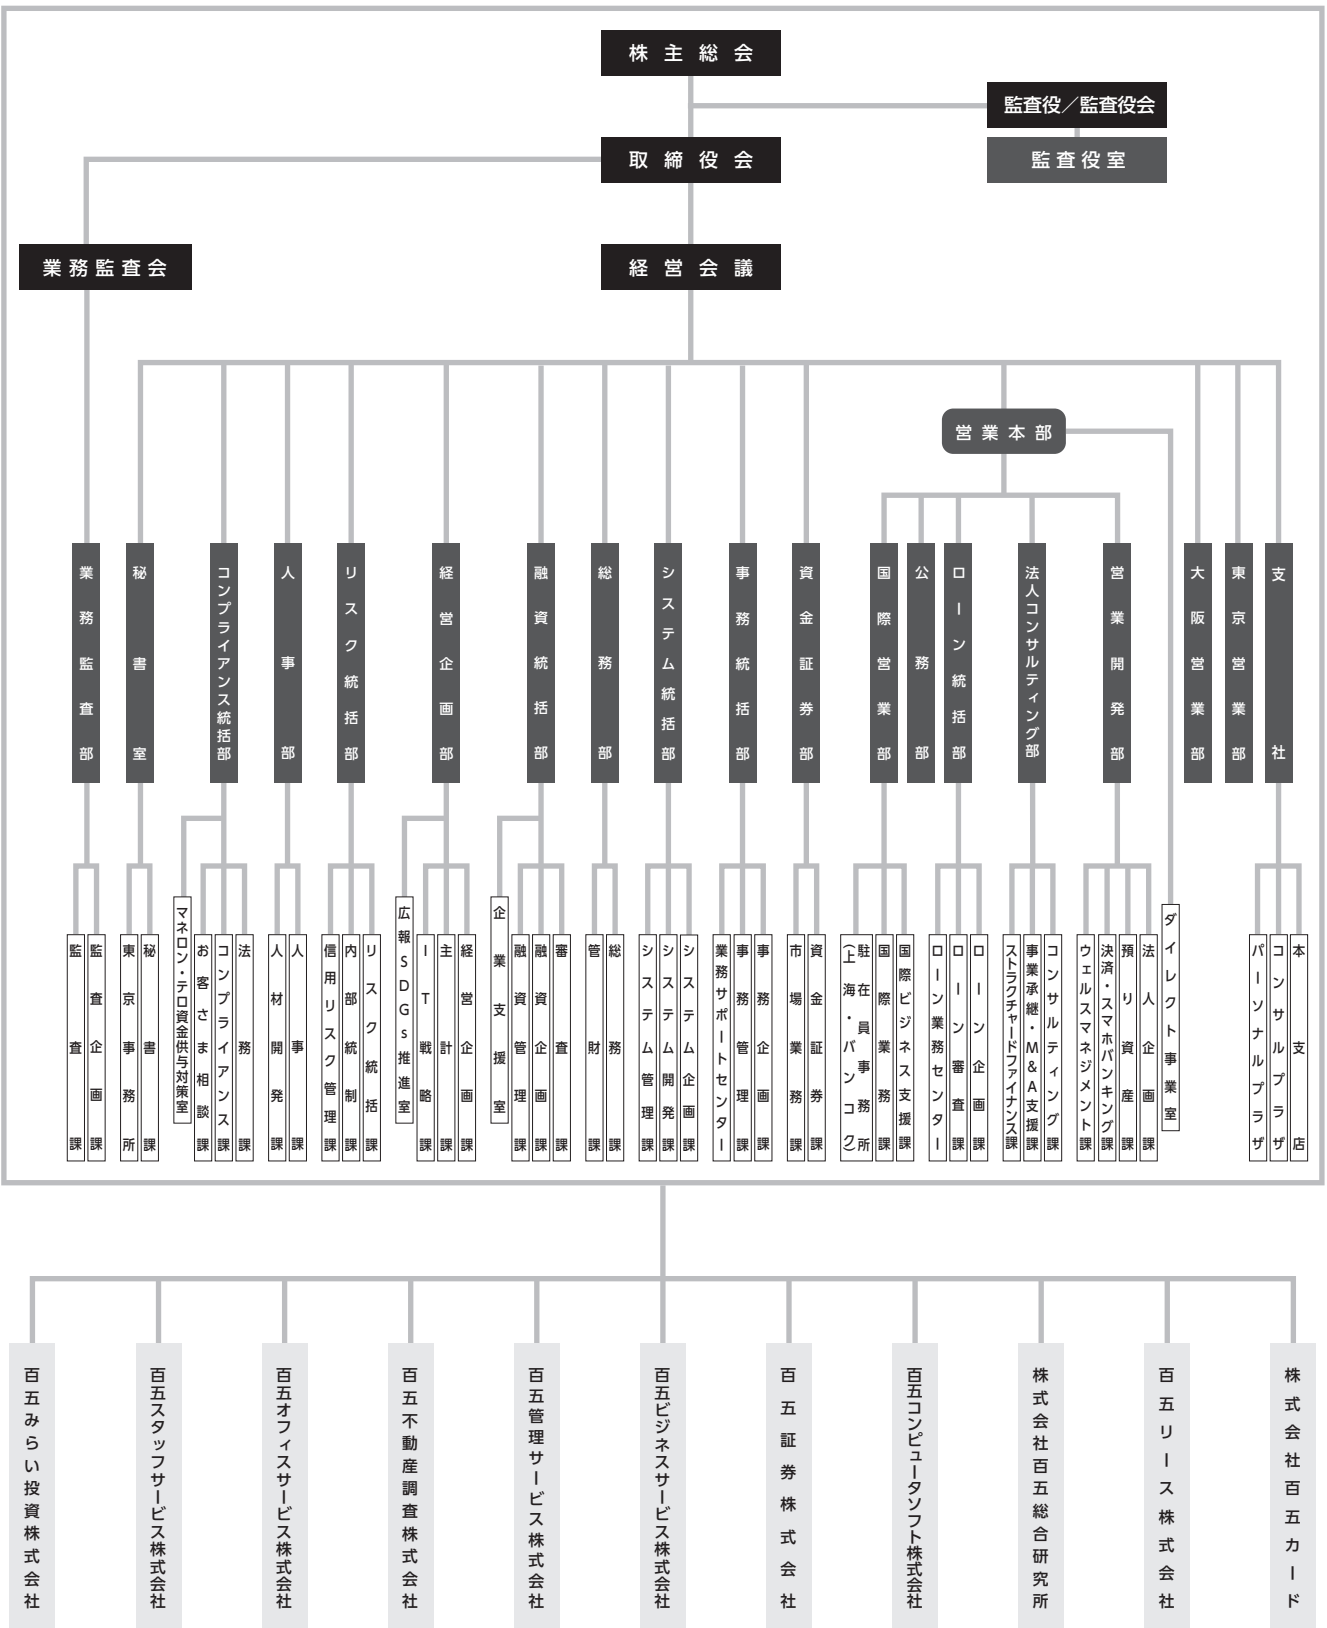 株主総会
監査役／監査役会
取締役会
監査役室
業務監査会
経営会議
営業本部
業務監査部
秘書室
コンプライアンス統括部
人事部
リスク統括部
経営企画部
融資統括部
総務部
システム統括部
事務統括部
資金証券部
国際営業部
公務部
ローン統括部
法人コンサルティング部
営業開発部
大阪営業部
東京営業部
支社
監査課
監査企画課
東京事務所
秘書課
マネロン・テロ資金供与対策室
お客さま相談課
コンプライアンス課
法務課
人材開発課
人事課
信用リスク管理課
内部統制課
リスク統括課
広報SDGs推進室
IT戦略課
主計課
経営企画課
企業支援室
融資管理課
融資企画課
審査課
管財課
総務課
システム管理課
システム開発課
システム企画課
業務サポートセンター
事務管理課
事務企画課
市場業務課
資金証券課
駐在員事務所
（上海・バンコク）
国際業務課
国際ビジネス支援課
ローン業務センター
ローン審査課
ローン企画課
ストラクチャードファイナンス課
事業承継・M&A支援課
コンサルティング課
ウェルスマネジメント課
決済・スマホバンキング課
預り資産課
法人企画課
ダイレクト事業室
パーソナルプラザ
コンサルプラザ
本支店
百五みらい投資株式会社
百五スタッフサービス株式会社
百五オフィスサービス株式会社
百五不動産調査株式会社
百五管理サービス株式会社
百五ビジネスサービス株式会社
百五証券株式会社
百五コンピュータソフト株式会社
株式会社百五総合研究所
百五リース株式会社
株式会社百五カード